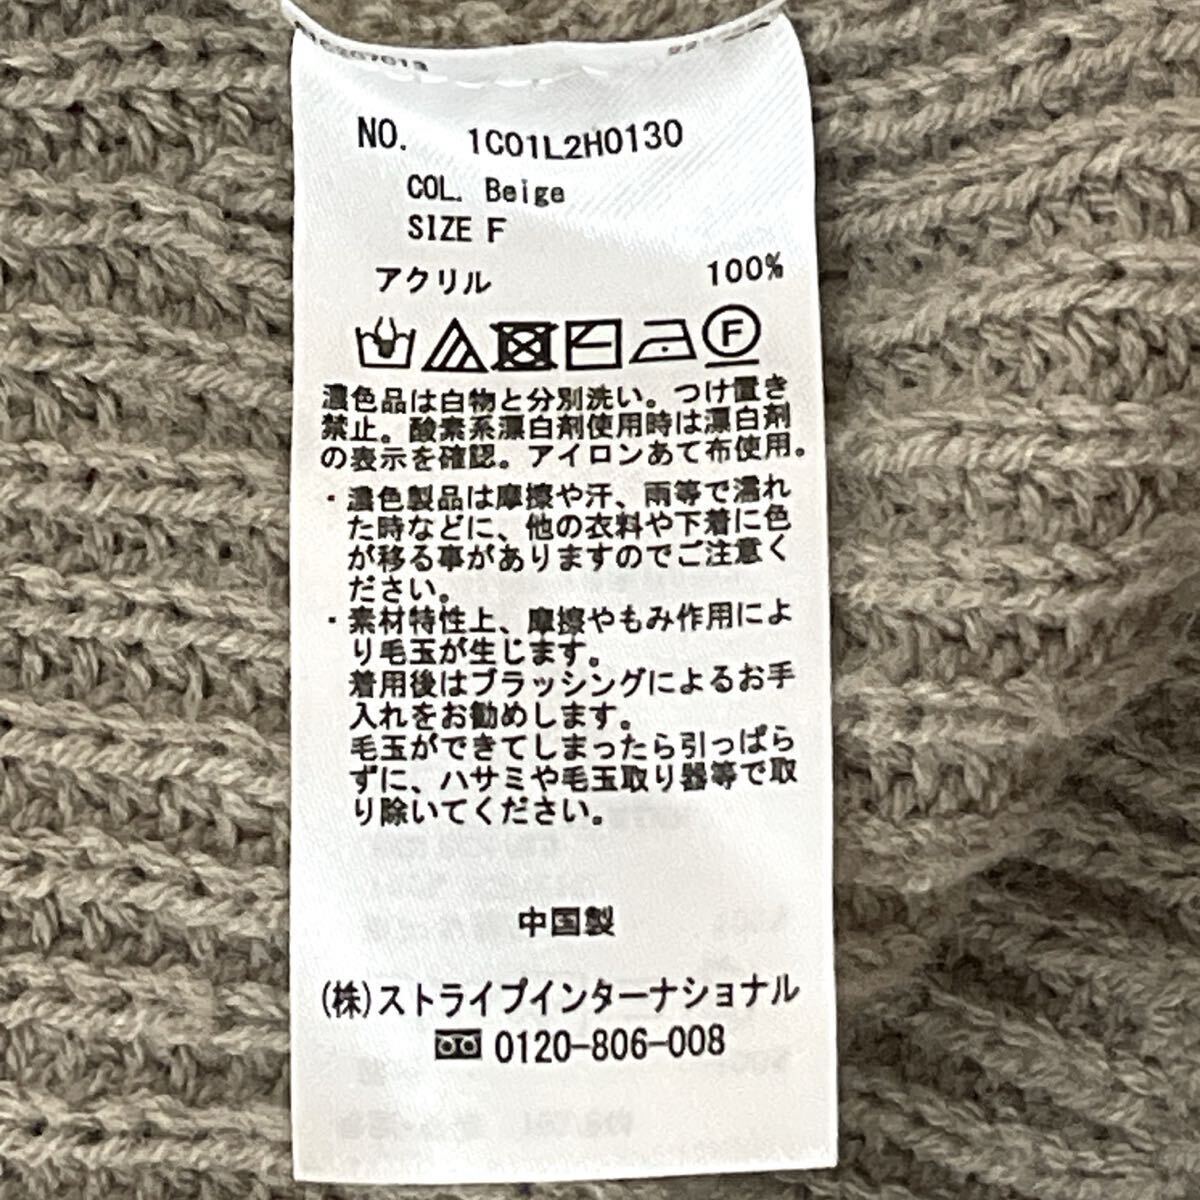 NO. 1C01L2H0130
COL. Beige
SIZE F
アクリル 100%
F
濃色品は白物と分別洗い。つけ置き
禁止。酸素系漂白剤使用時は漂白剤
の表示を確認。アイロンあて布使用。
・濃色製品は摩擦や汗、雨等で濡れ
た時などに、他の衣料や下着に色
が移る事がありますのでご注意く
ださい。
・素材特性上、摩擦やもみ作用によ
り毛玉が生じます。
着用後はブラッシングによるお手
入れをお勧めします。
毛玉ができてしまったら引っぱら
ずに、ハサミや毛玉取り器等で取
り除いてください。
中国製
(株)ストライプインターナショナル
0120-806-008